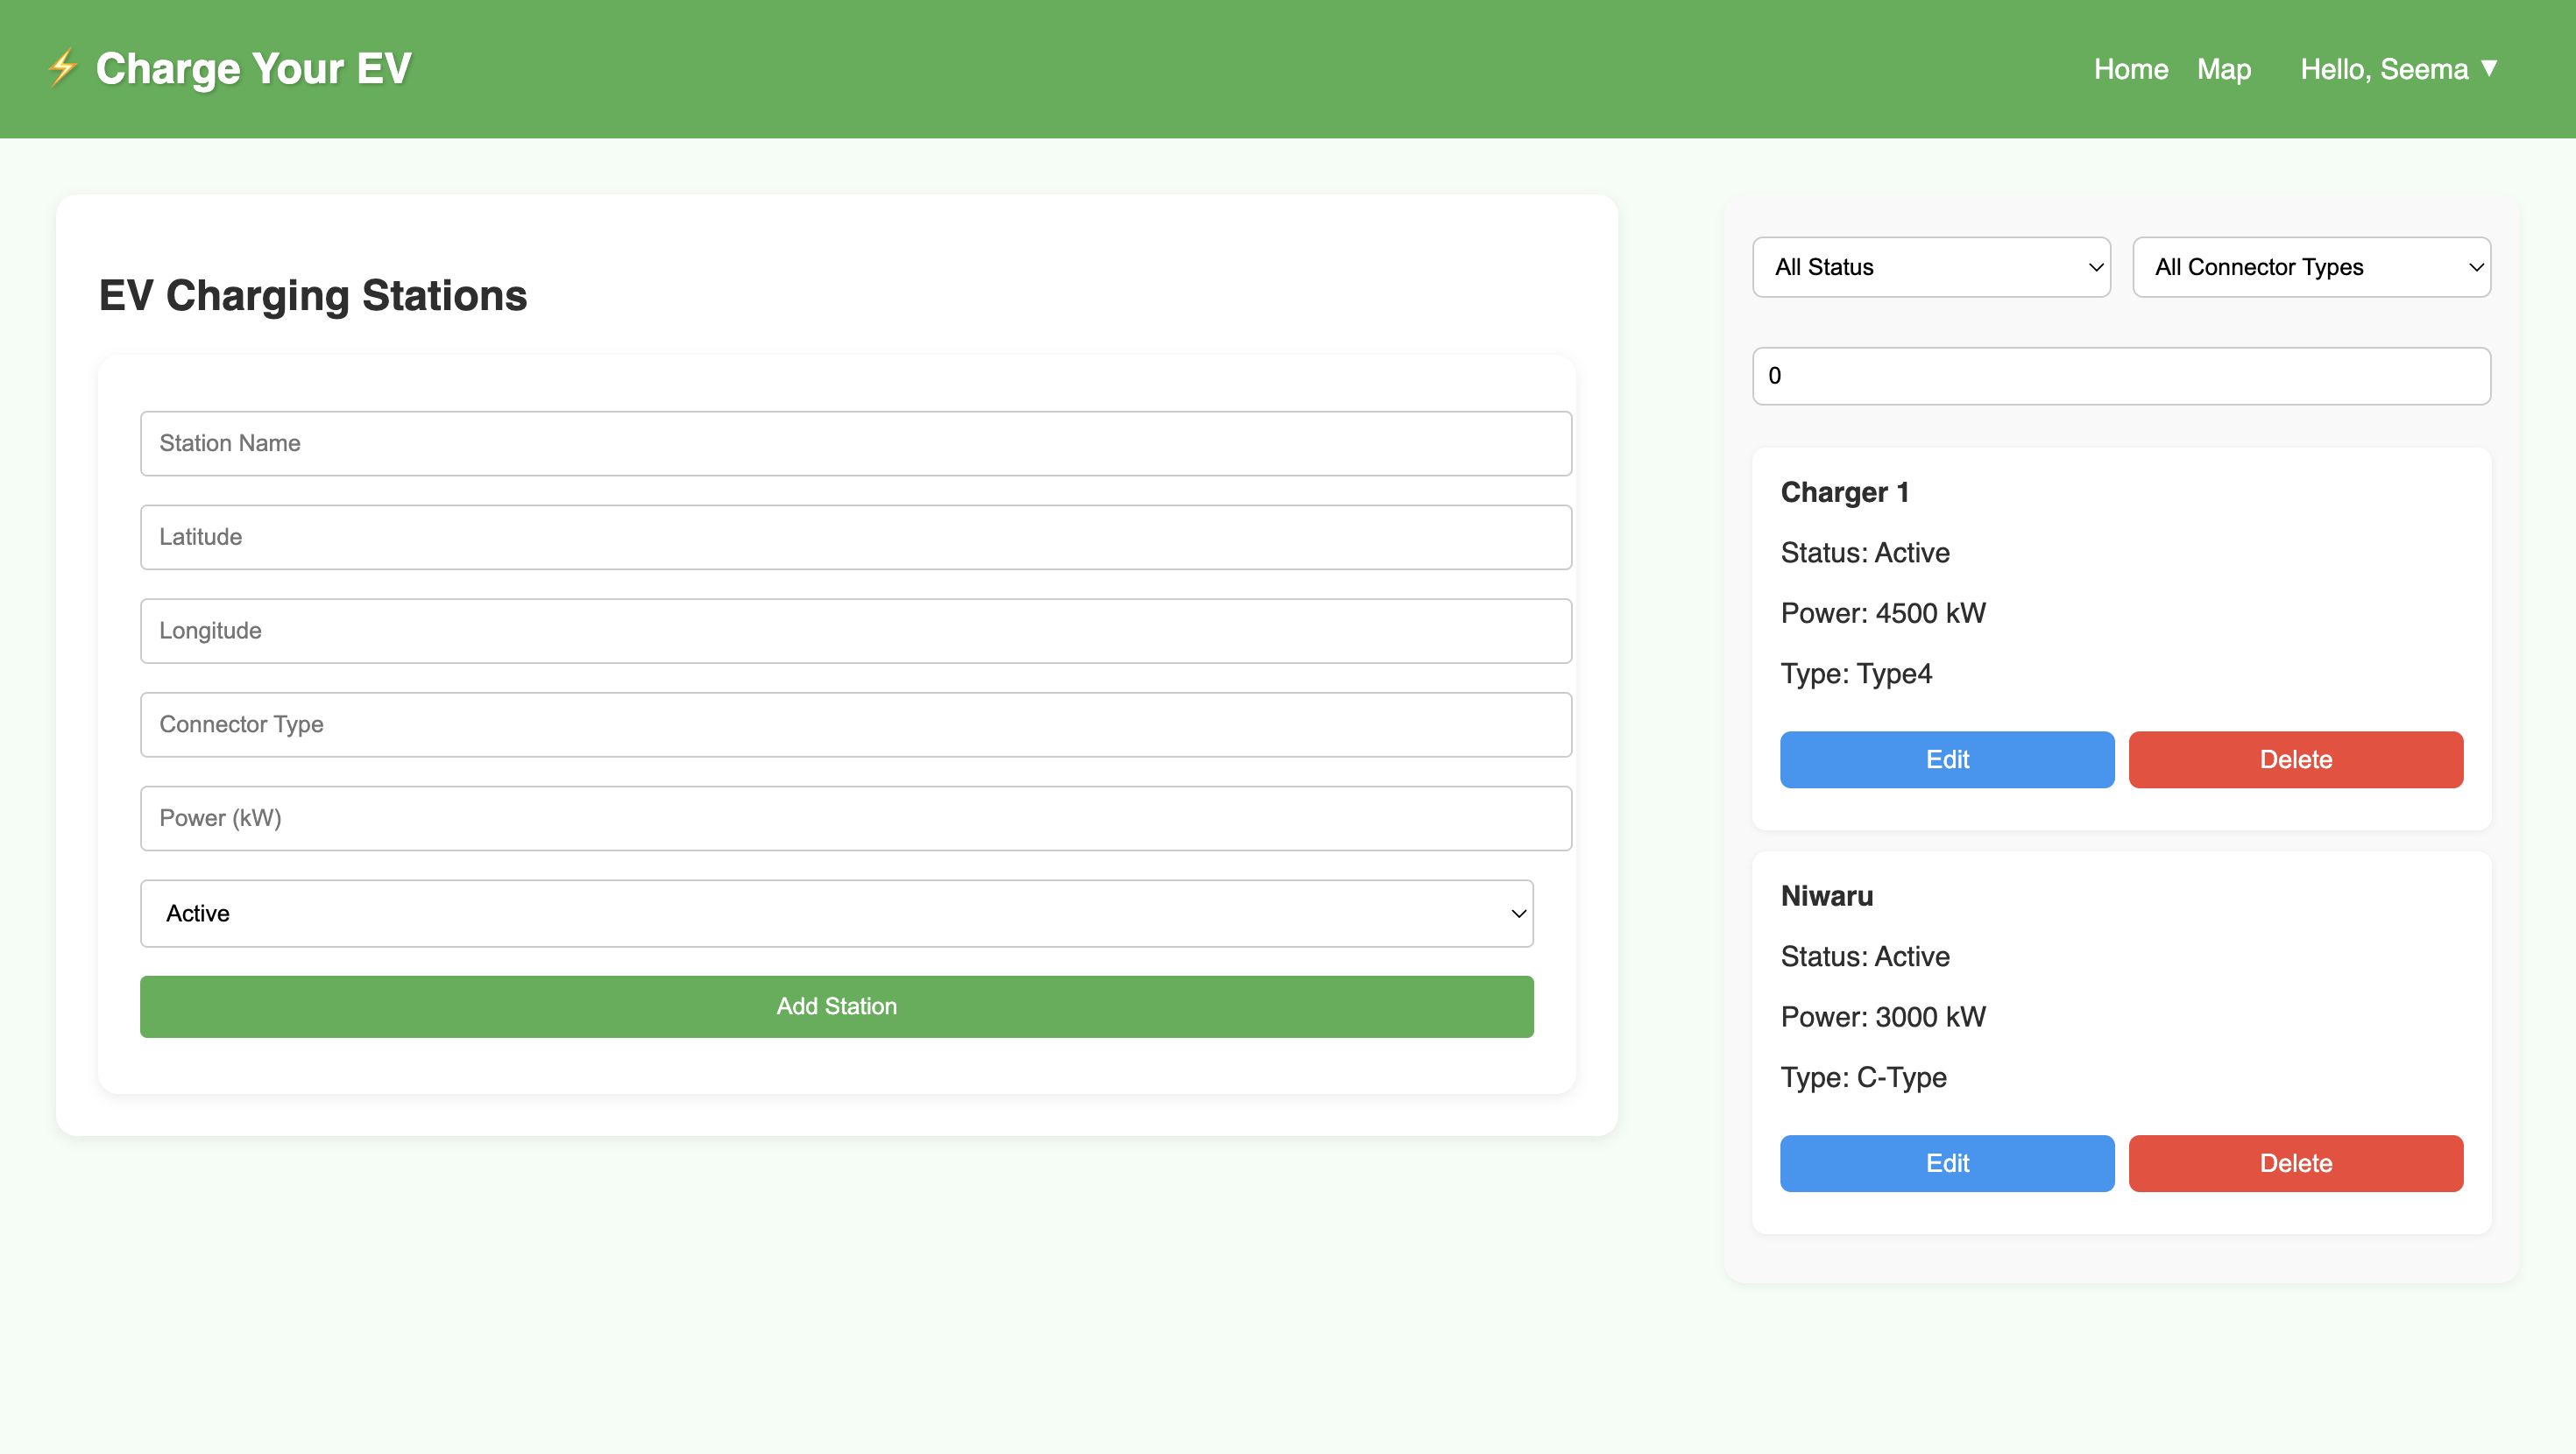 ⚡ Charge Your EV
Home Map Hello, Seema ▼
EV Charging Stations
Station Name
Latitude
Longitude
Connector Type
Power (kW)
Active
Add Station
All Status All Connector Types
0
Charger 1
Status: Active
Power: 4500 kW
Type: Type4
Edit Delete
Niwaru
Status: Active
Power: 3000 kW
Type: C-Type
Edit Delete